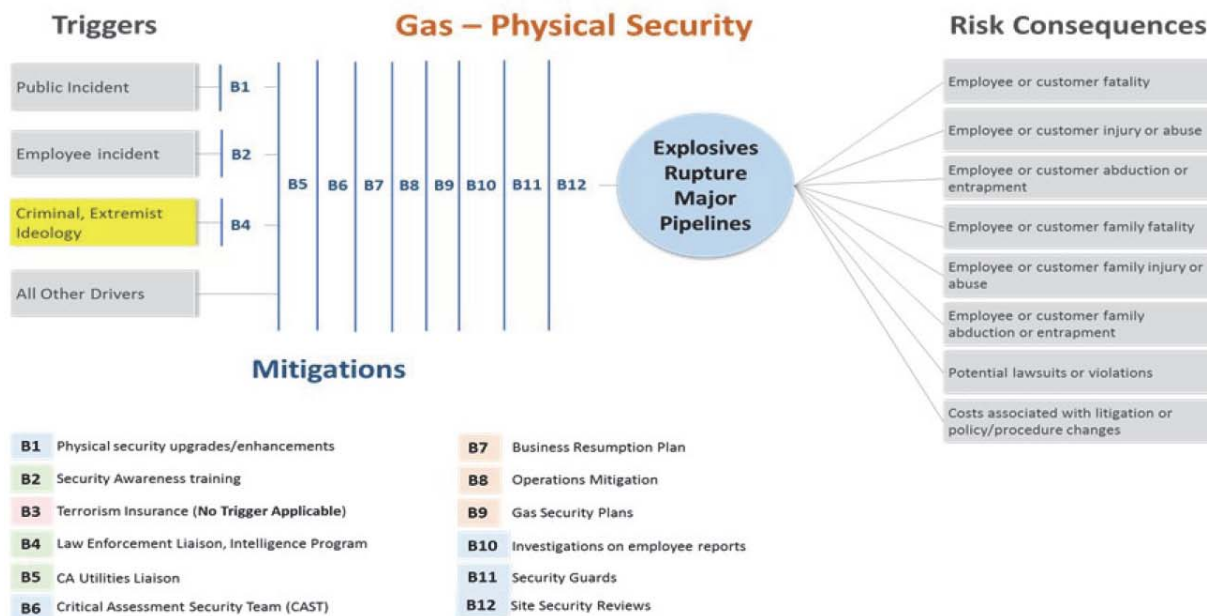 Triggers
Gas – Physical Security
Risk Consequences
Public Incident
B1
Employee incident
B2
Criminal, Extremist
Ideology
B4
All Other Drivers
B5
B6
B7
B8
B9
B10
B11
B12
Explosives
Rupture
Major
Pipelines
Employee or customer fatality
Employee or customer injury or abuse
Employee or customer abduction or
entrapment
Employee or customer family fatality
Employee or customer family injury or
abuse
Employee or customer family
abduction or entrapment
Potential lawsuits or violations
Costs associated with litigation or
policy/procedure changes
Mitigations
B1 Physical security upgrades/enhancements
B2 Security Awareness training
B3 Terrorism Insurance (No Trigger Applicable)
B4 Law Enforcement Liaison, Intelligence Program
B5 CA Utilities Liaison
B6 Critical Assessment Security Team (CAST)
B7 Business Resumption Plan
B8 Operations Mitigation
B9 Gas Security Plans
B10 Investigations on employee reports
B11 Security Guards
B12 Site Security Reviews